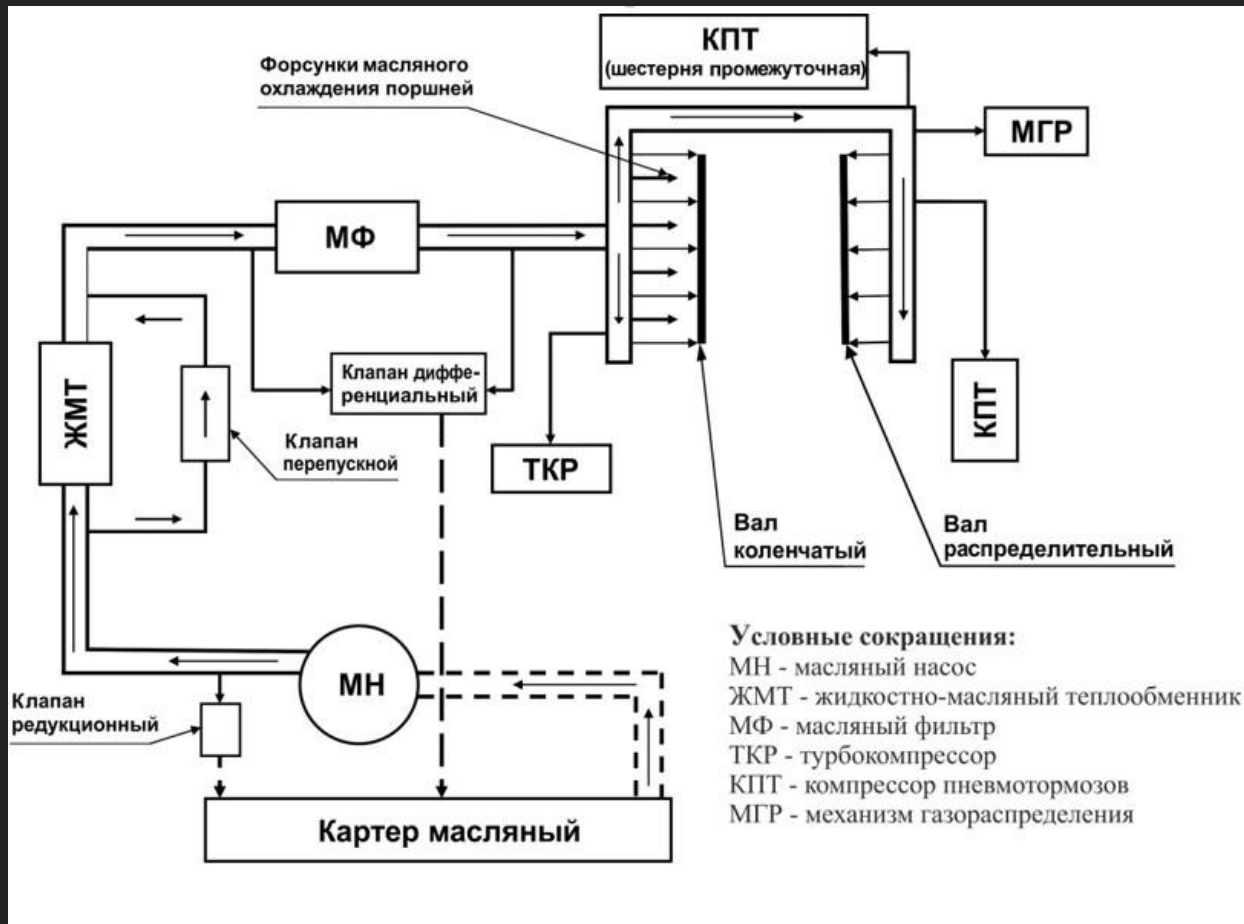 КПТ
(шестерня промежуточная)
Форсунки масляного
охлаждения поршней
МГР
МФ
Клапан диффе-
ренциальный
ЖМТ
Клапан
перепускной
ТКР
КПТ
Вал
коленчатый
Вал
распределительный
МН
Клапан
редукционный
Картер масляный
Условные сокращения:
МН - масляный насос
ЖМТ - жидкостно-масляный теплообменник
МФ - масляный фильтр
ТКР - турбокомпрессор
КПТ - компрессор пневмотормозов
МГР - механизм газораспределения